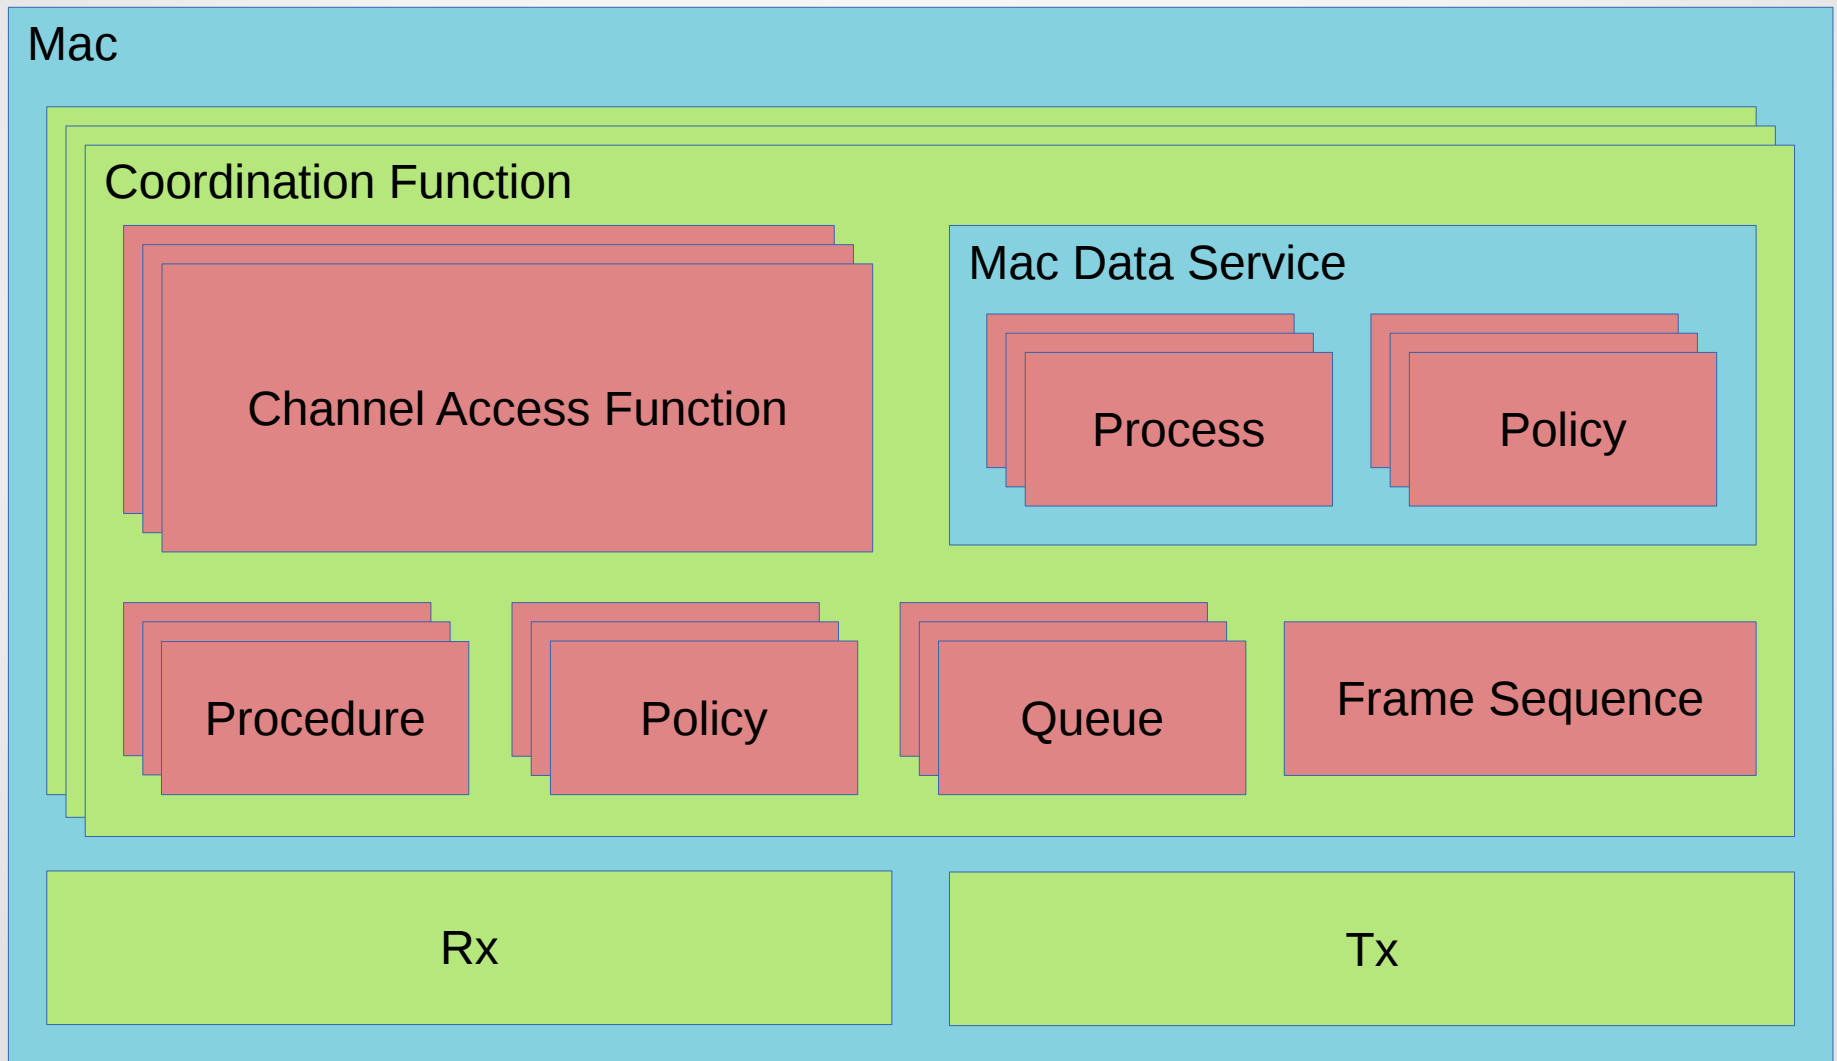 Mac
Coordination Function
Channel Access Function
Mac Data Service
Process
Policy
Procedure
Policy
Queue
Frame Sequence
Rx
Tx